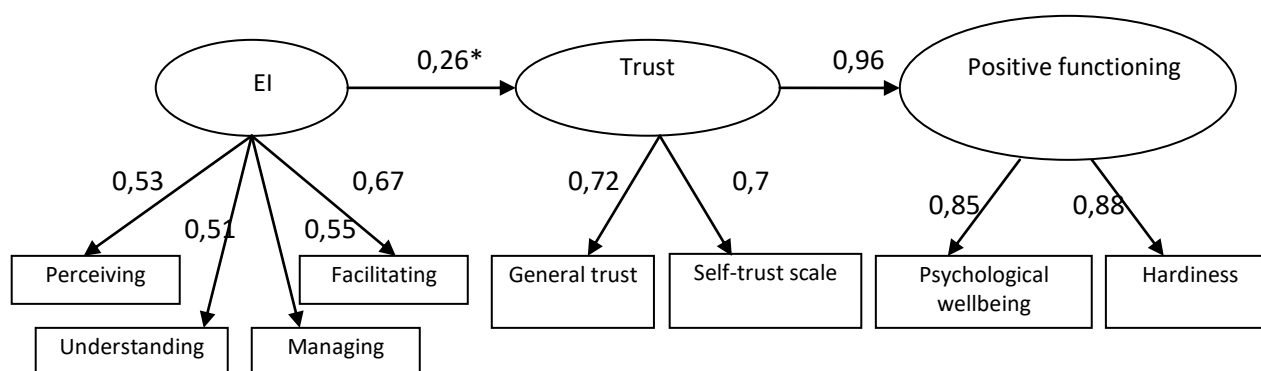 EI
0,26*
Trust
0,96
Positive functioning
0,53
0,51
0,55
0,67
0,72
0,7
0,85
0,88
Perceiving
Facilitating
General trust
Self-trust scale
Psychological
wellbeing
Hardiness
Understanding
Managing